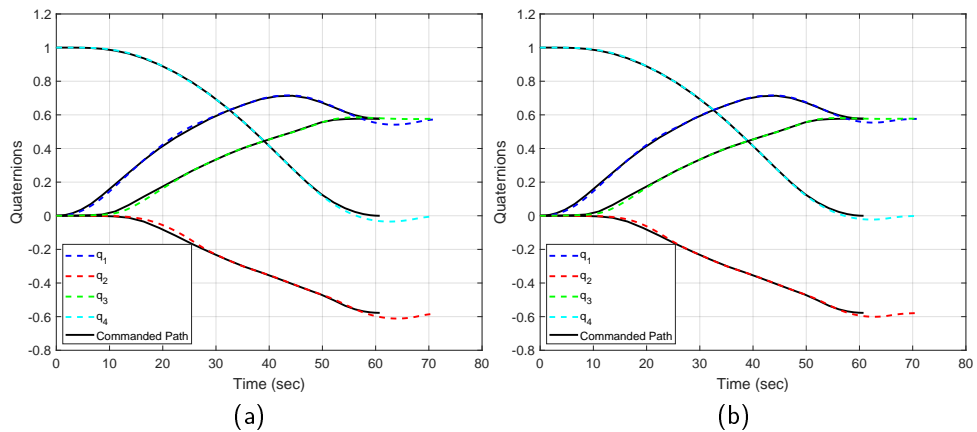 1.2
1
0.8
0.6
0.4
0.2
0
-0.2
-0.4
-0.6
-0.8
Quaternions
q1
q2
q3
q4
Commanded Path
0 10 20 30 40 50 60 70 80
Time (sec)
(a)
1.2
1
0.8
0.6
0.4
0.2
0
-0.2
-0.4
-0.6
-0.8
Quaternions
q1
q2
q3
q4
Commanded Path
0 10 20 30 40 50 60 70 80
Time (sec)
(b)